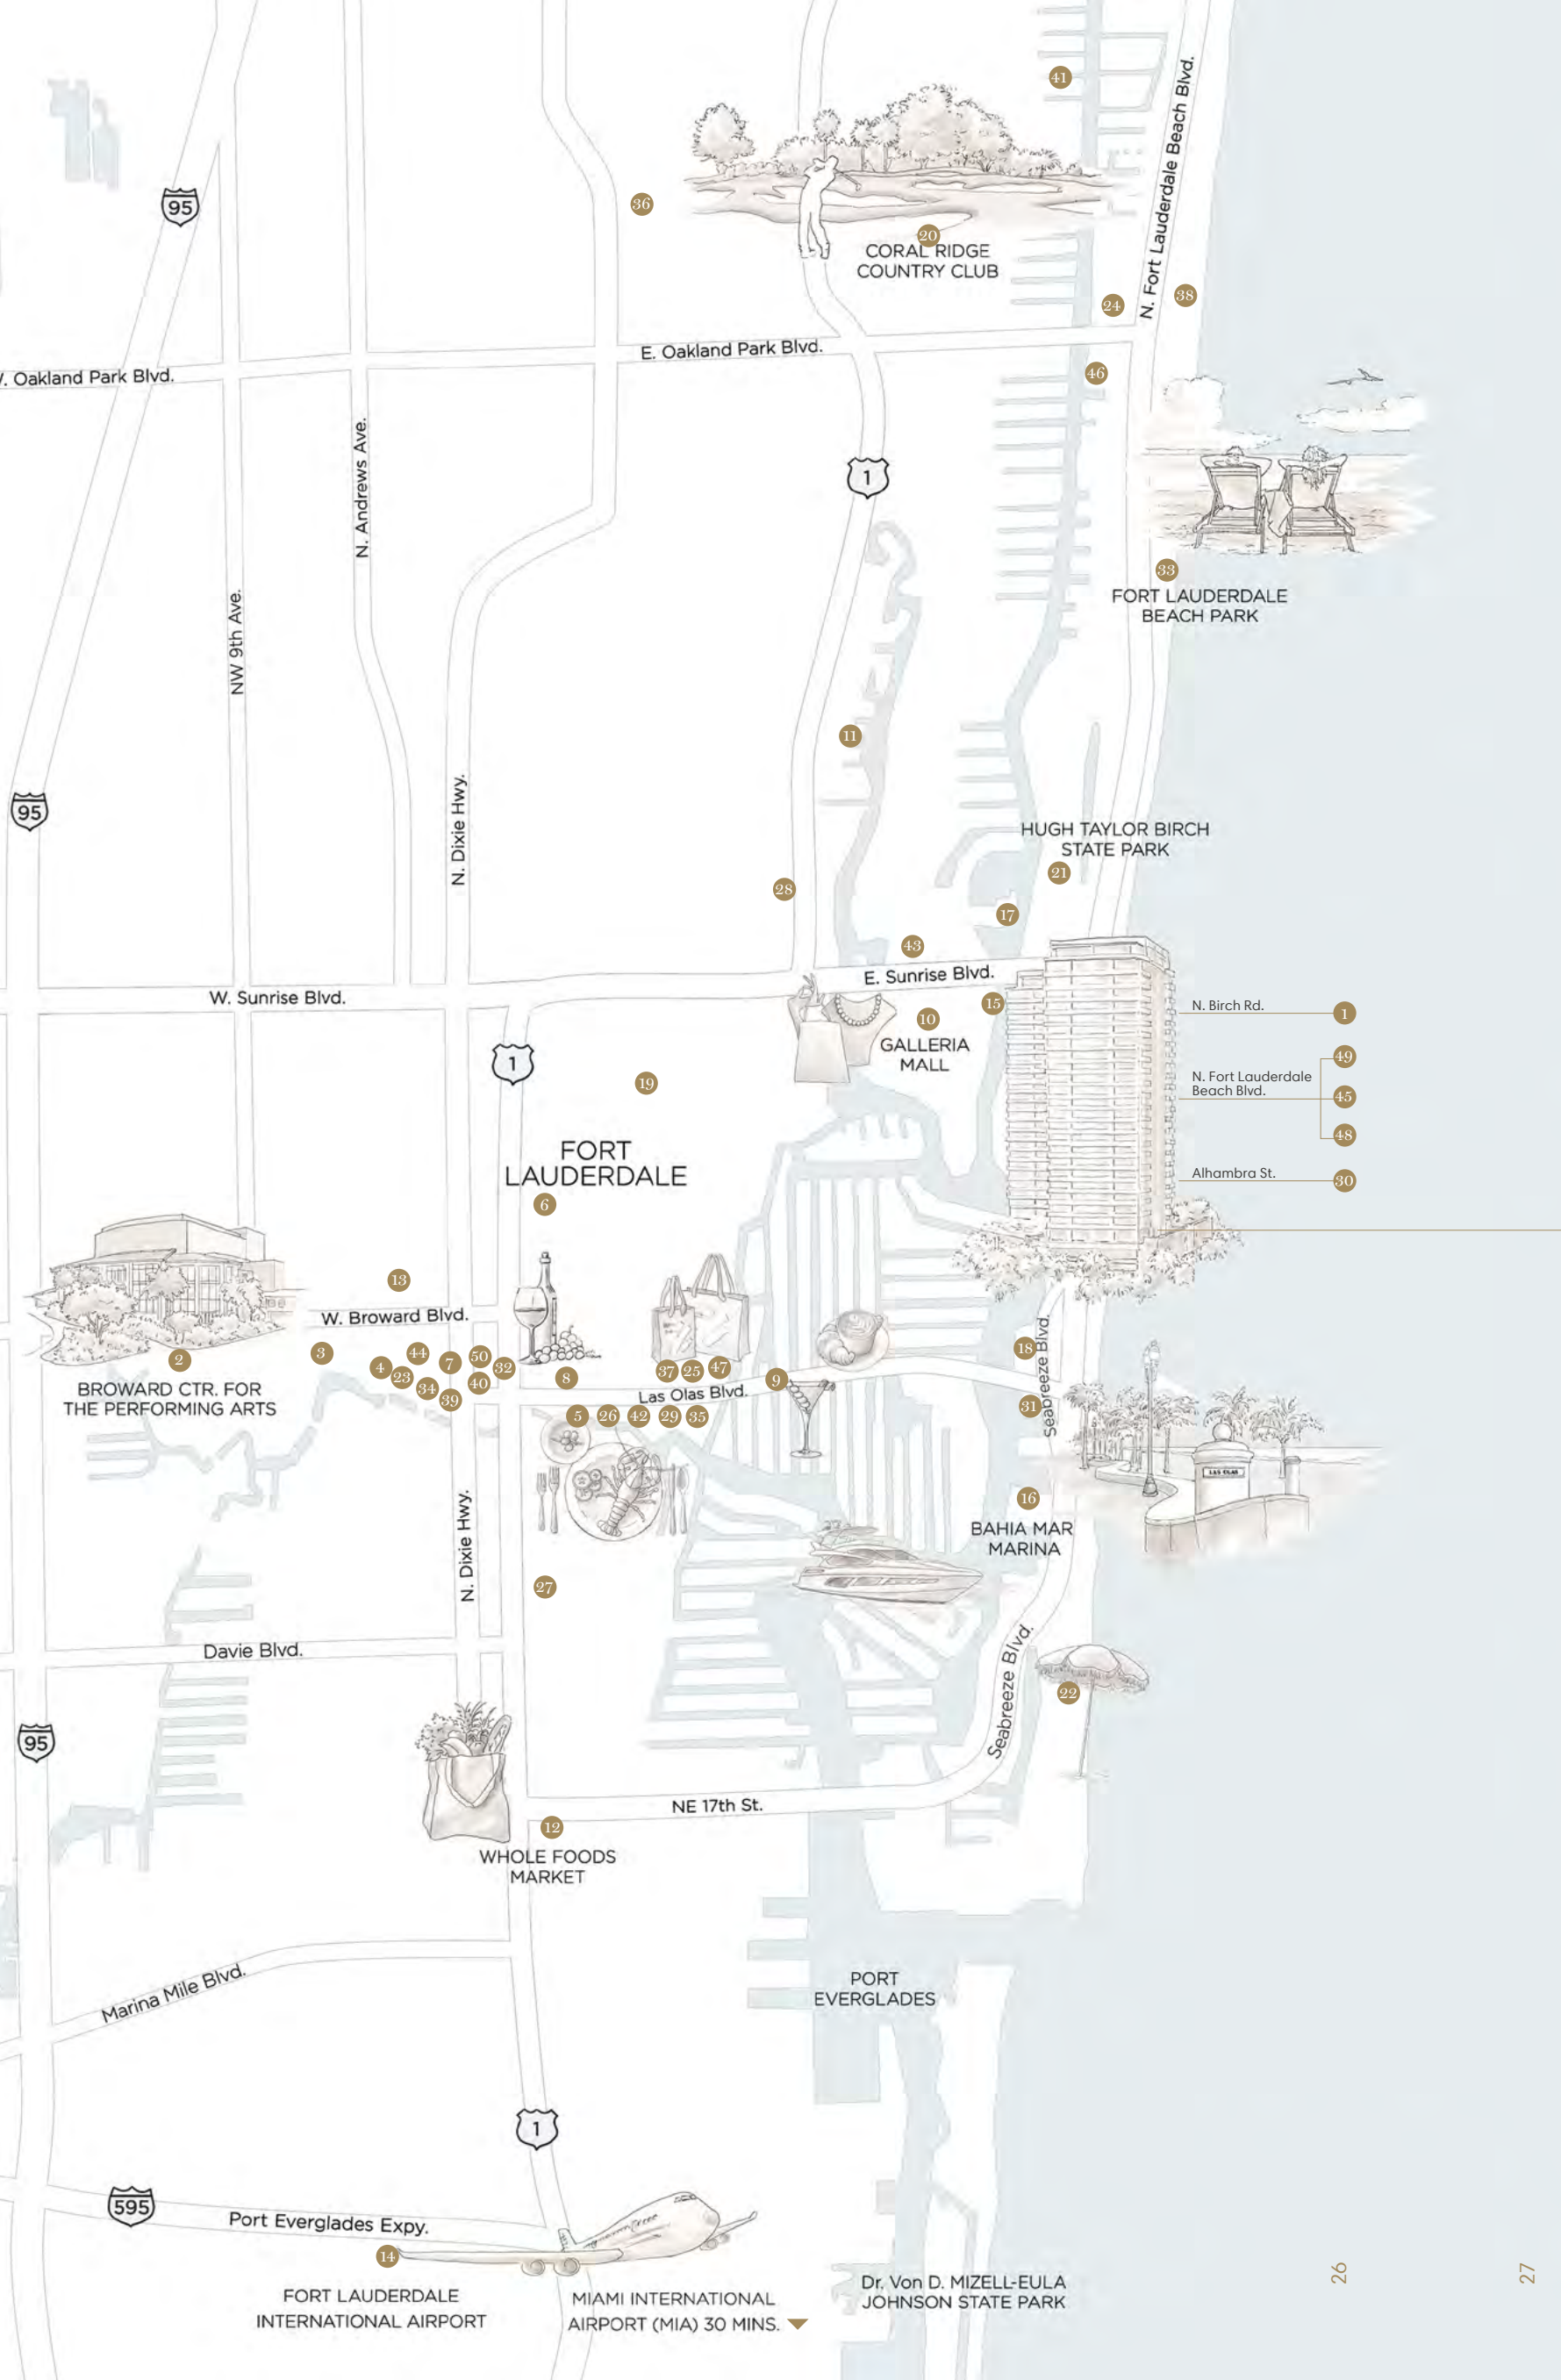 41
N. Fort Lauderdale Beach Blvd.
95
36
20
CORAL RIDGE
COUNTRY CLUB
24
38
E. Oakland Park Blvd.
. Oakland Park Blvd.
46
N. Andrews Ave.
1
33
FORT LAUDERDALE
BEACH PARK
NW 9th Ave.
11
95
N. Dixie Hwy.
HUGH TAYLOR BIRCH
STATE PARK
21
28
17
43
E. Sunrise Blvd.
W. Sunrise Blvd.
15
10
GALLERIA
MALL
N. Birch Rd.
1
49
N. Fort Lauderdale
Beach Blvd.
45
48
Alhambra St.
30
1
19
FORT
LAUDERDALE
6
13
W. Broward Blvd.
2
BROWARD CTR. FOR
THE PERFORMING ARTS
3
4
44
23
34
7
39
50
40
32
8
37
25
47
9
Las Olas Blvd.
5
26
42
29
35
18
Seabreeze Blvd.
31
LAS OLAS
16
BAHIA MAR
MARINA
N. Dixie Hwy.
27
Davie Blvd.
Seabreeze Blvd.
22
95
NE 17th St.
12
WHOLE FOODS
MARKET
Marina Mile Blvd.
PORT
EVERGLADES
1
595
Port Everglades Expy.
14
FORT LAUDERDALE
INTERNATIONAL AIRPORT
MIAMI INTERNATIONAL
AIRPORT (MIA) 30 MINS.
Dr. Von D. MIZELL-EULA
JOHNSON STATE PARK
26
27